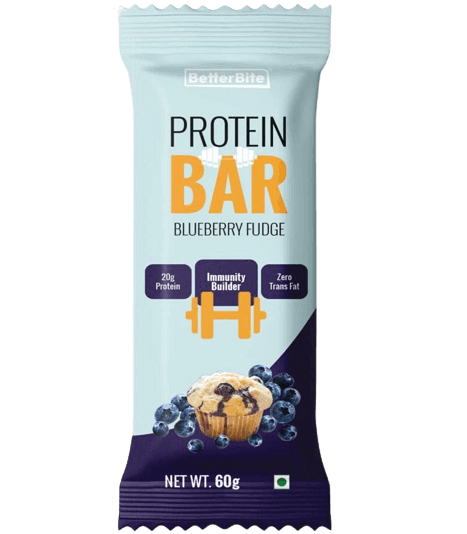 BetterBite
PROTEIN
BAR
BLUEBERRY FUDGE
20g
Protein
Immunity
Builder
Zero
Trans Fat
NET WT. 60g